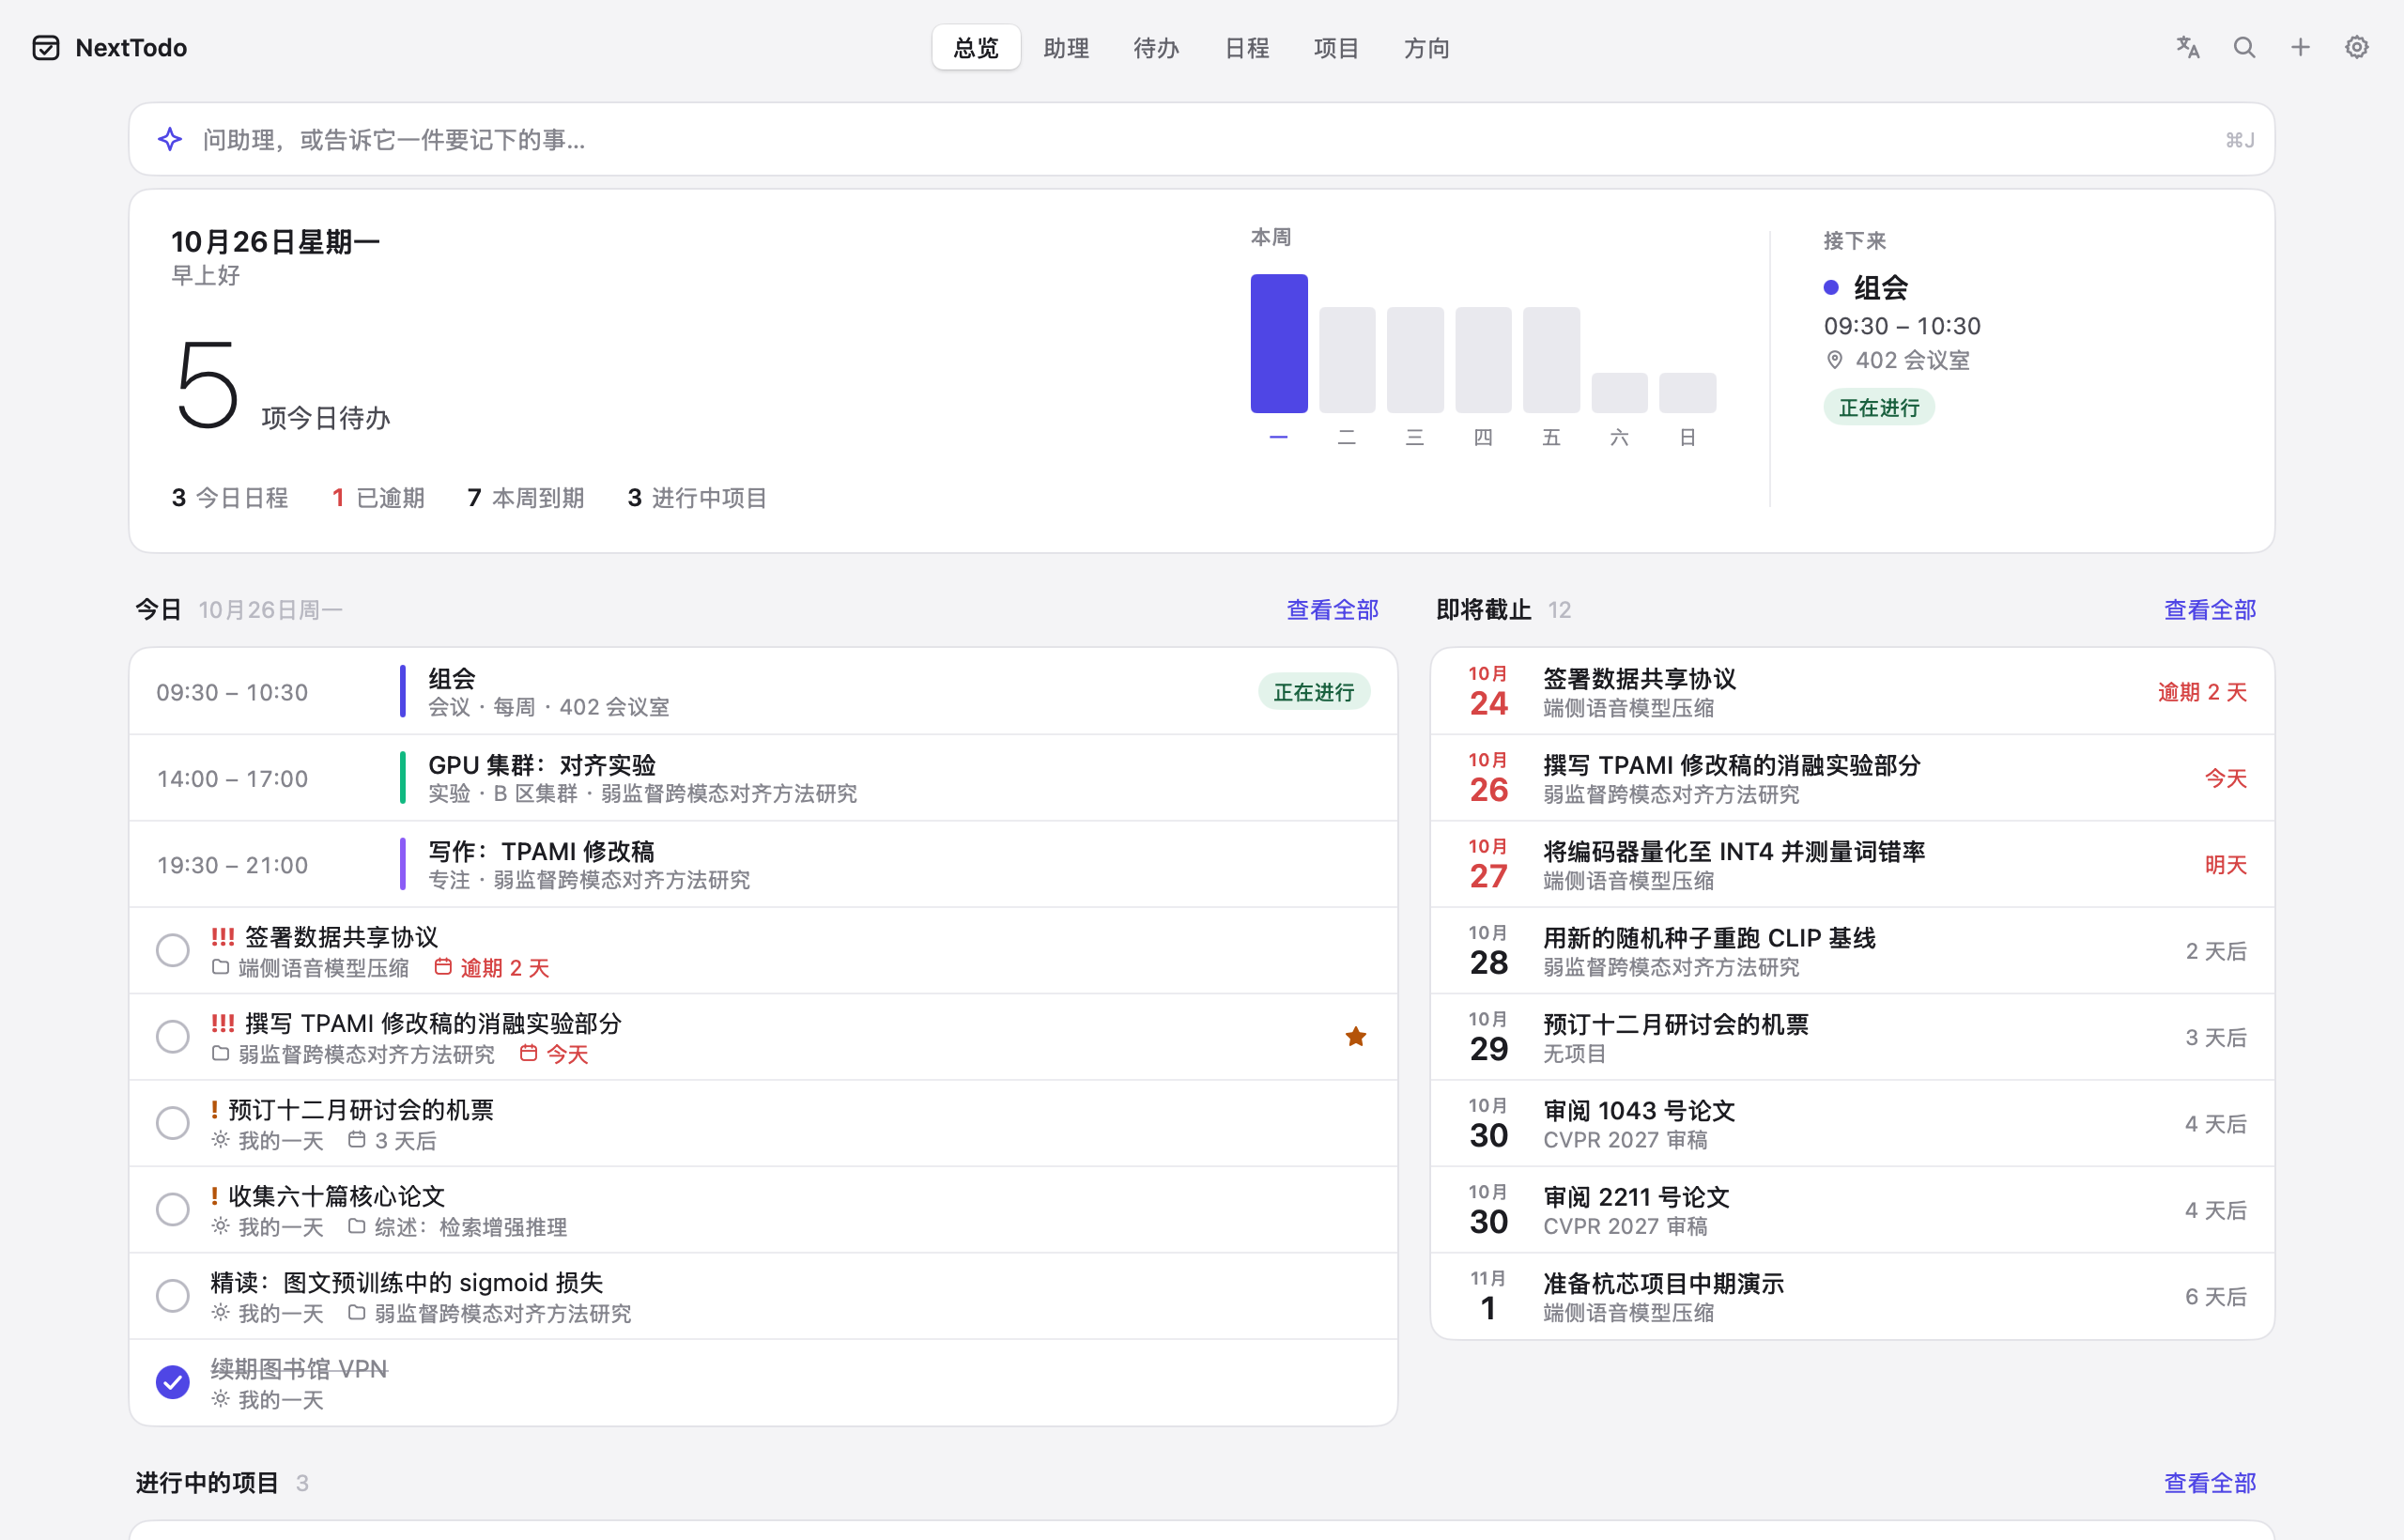 NextTodo
总览 助理 待办 日程 项目 方向
问助理，或告诉它一件要记下的事...
⌘J
10月26日星期一
早上好
5 项今日待办
3 今日日程 1 已逾期 7 本周到期 3 进行中项目
本周
一 二 三 四 五 六 日
接下来
组会
09:30 – 10:30
402 会议室
正在进行
今日 10月26日周一
查看全部
09:30 – 10:30
组会
会议 · 每周 · 402 会议室
正在进行
14:00 – 17:00
GPU 集群：对齐实验
实验 · B 区集群 · 弱监督跨模态对齐方法研究
19:30 – 21:00
写作：TPAMI 修改稿
专注 · 弱监督跨模态对齐方法研究
!!! 签署数据共享协议
端侧语音模型压缩 逾期 2 天
!!! 撰写 TPAMI 修改稿的消融实验部分
弱监督跨模态对齐方法研究 今天
! 预订十二月研讨会的机票
我的一天 3 天后
! 收集六十篇核心论文
我的一天 综述：检索增强推理
精读：图文预训练中的 sigmoid 损失
我的一天 弱监督跨模态对齐方法研究
续期图书馆 VPN
我的一天
即将截止 12
查看全部
10月
24
签署数据共享协议
端侧语音模型压缩
逾期 2 天
10月
26
撰写 TPAMI 修改稿的消融实验部分
弱监督跨模态对齐方法研究
今天
10月
27
将编码器量化至 INT4 并测量词错率
端侧语音模型压缩
明天
10月
28
用新的随机种子重跑 CLIP 基线
弱监督跨模态对齐方法研究
2 天后
10月
29
预订十二月研讨会的机票
无项目
3 天后
10月
30
审阅 1043 号论文
CVPR 2027 审稿
4 天后
10月
30
审阅 2211 号论文
CVPR 2027 审稿
4 天后
11月
1
准备杭芯项目中期演示
端侧语音模型压缩
6 天后
进行中的项目 3
查看全部